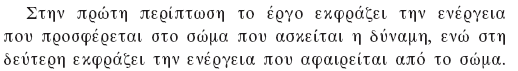 Στην πρώτη περίπτωση το έργο εκφράζει την ενέργεια
που προσφέρεται στο σώμα που ασκείται η δύναμη, ενώ στη
δεύτερη εκφράζει την ενέργεια που αφαιρείται από το σώμα.